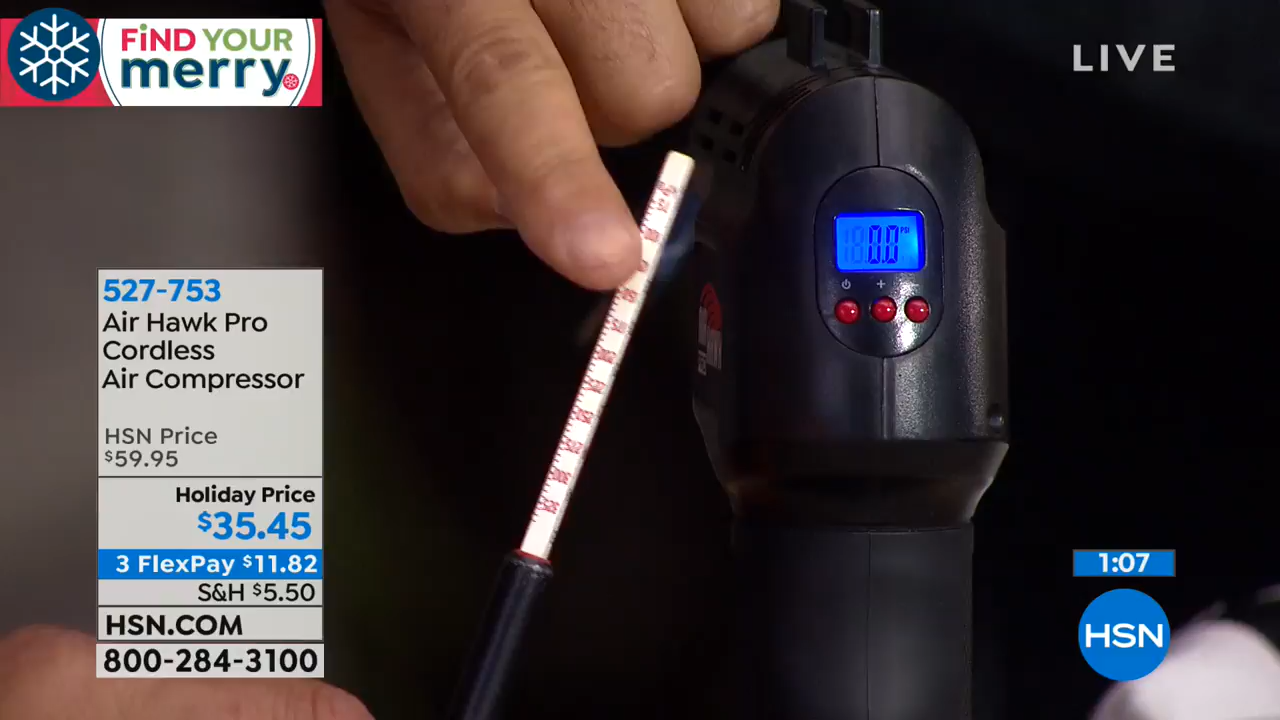 FiND YOUR
merry.
LIVE
527-753
Air Hawk Pro
Cordless
Air Compressor
HSN Price
$59.95
Holiday Price
$35.45
3 FlexPay $11.82
S&H $5.50
HSN.COM
800-284-3100
0.0 PSI
+
1:07
HSN